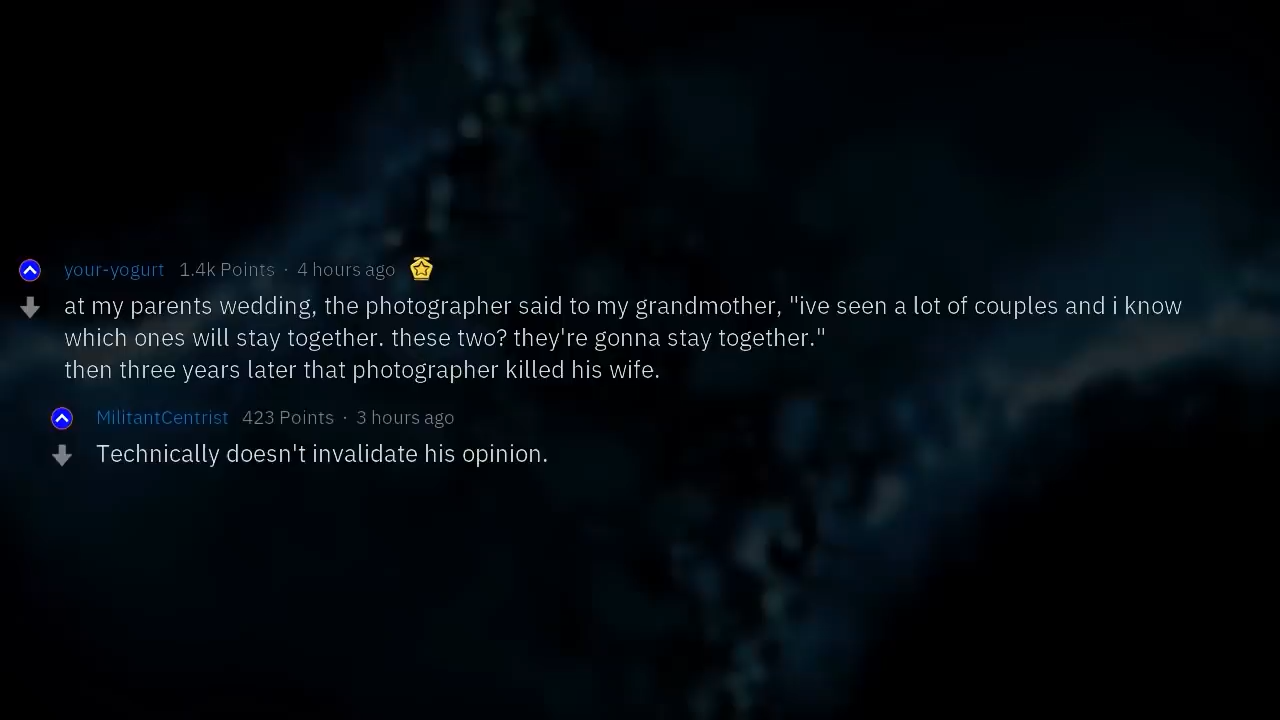 your-yogurt 1.4k Points · 4 hours ago
at my parents wedding, the photographer said to my grandmother, "ive seen a lot of couples and i know
which ones will stay together. these two? they're gonna stay together."
then three years later that photographer killed his wife.
MilitantCentrist 423 Points · 3 hours ago
Technically doesn't invalidate his opinion.